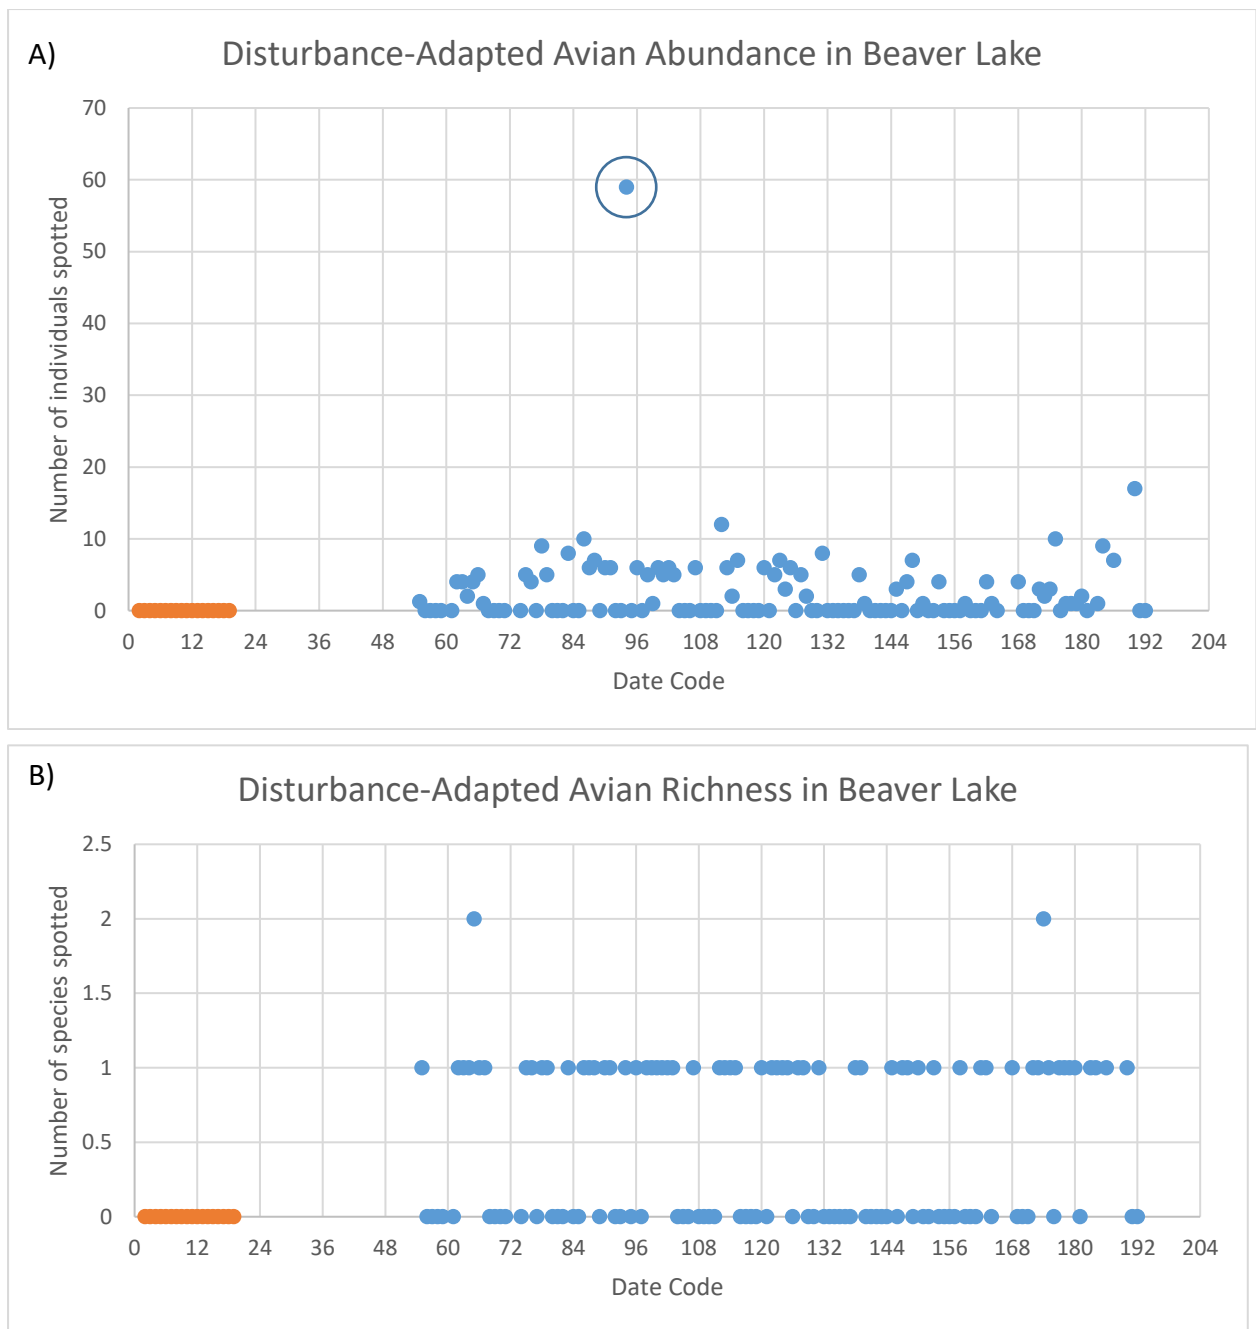 A)
Disturbance-Adapted Avian Abundance in Beaver Lake
70
60
50
40
30
20
10
0
Number of individuals spotted
0 12 24 36 48 60 72 84 96 108 120 132 144 156 168 180 192 204
Date Code
B)
Disturbance-Adapted Avian Richness in Beaver Lake
2.5
2
1.5
1
0.5
0
Number of species spotted
0 12 24 36 48 60 72 84 96 108 120 132 144 156 168 180 192 204
Date Code